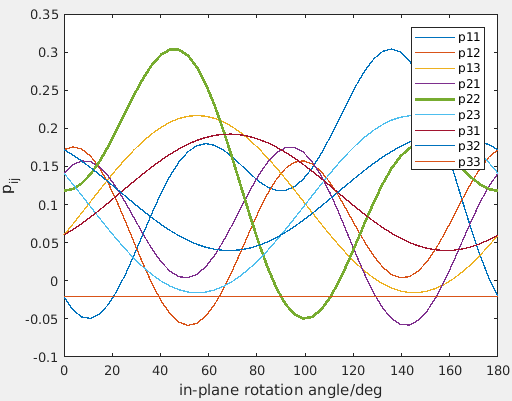 0.35
0.3
0.25
0.2
0.15
0.1
0.05
0
-0.05
-0.1
p_ij
p11
p12
p13
p21
p22
p23
p31
p32
p33
0 20 40 60 80 100 120 140 160 180
in-plane rotation angle/deg